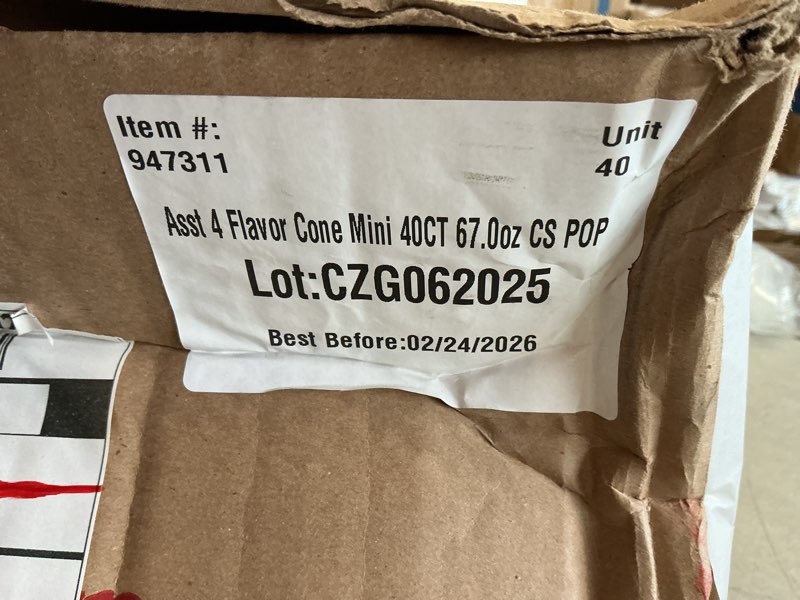 Item #:
Unit
947311
40
Asst 4 Flavor Cone Mini 40CT 67.0oz CS POP
Lot:CZG062025
Best Before:02/24/2026